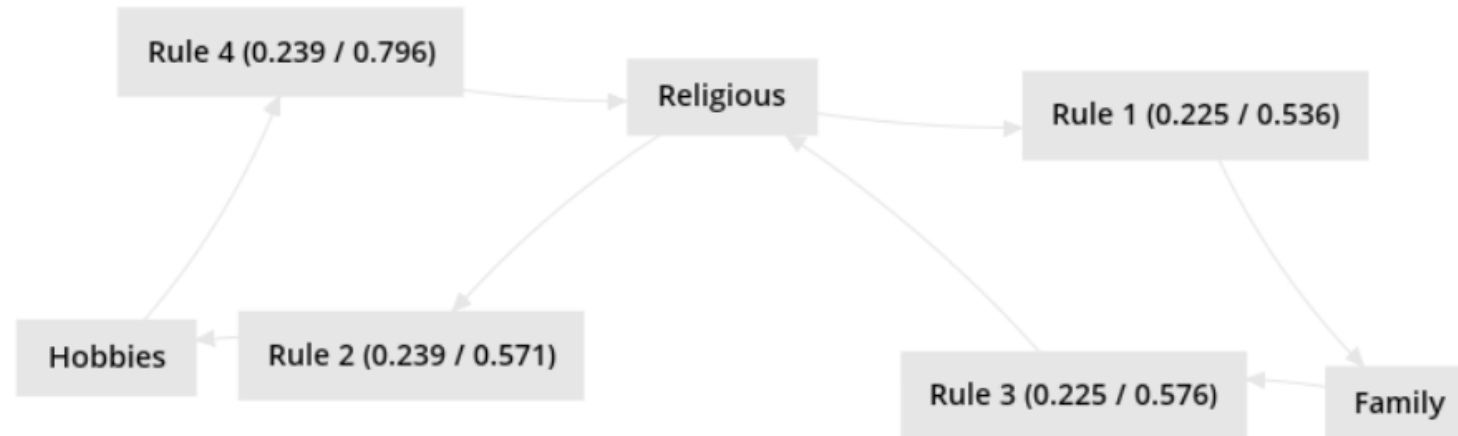 Rule 4 (0.239 / 0.796)
Religious
Rule 1 (0.225 / 0.536)
Hobbies
Rule 2 (0.239 / 0.571)
Rule 3 (0.225 / 0.576)
Family